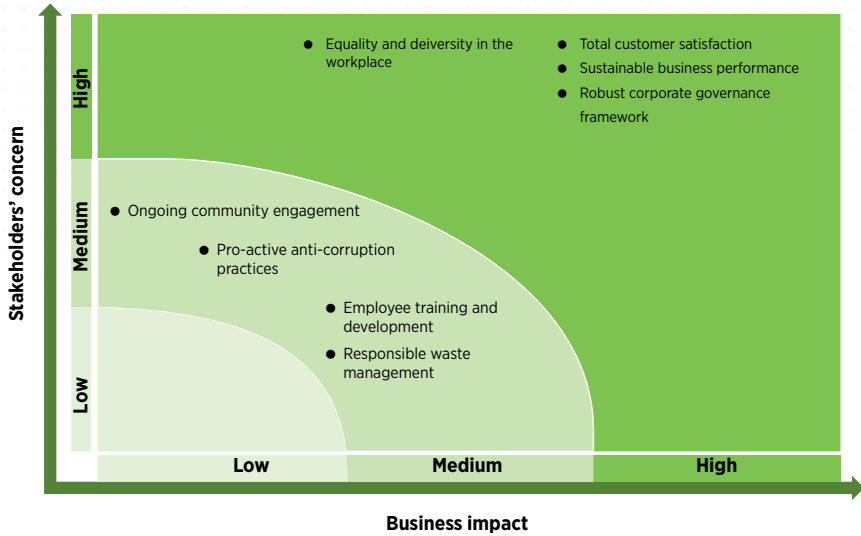 Stakeholders' concern
High
Medium
Low
● Equality and deiversity in the
workplace
● Total customer satisfaction
● Sustainable business performance
● Robust corporate governance
framework
● Ongoing community engagement
● Pro-active anti-corruption
practices
● Employee training and
development
● Responsible waste
management
Low
Medium
High
Business impact